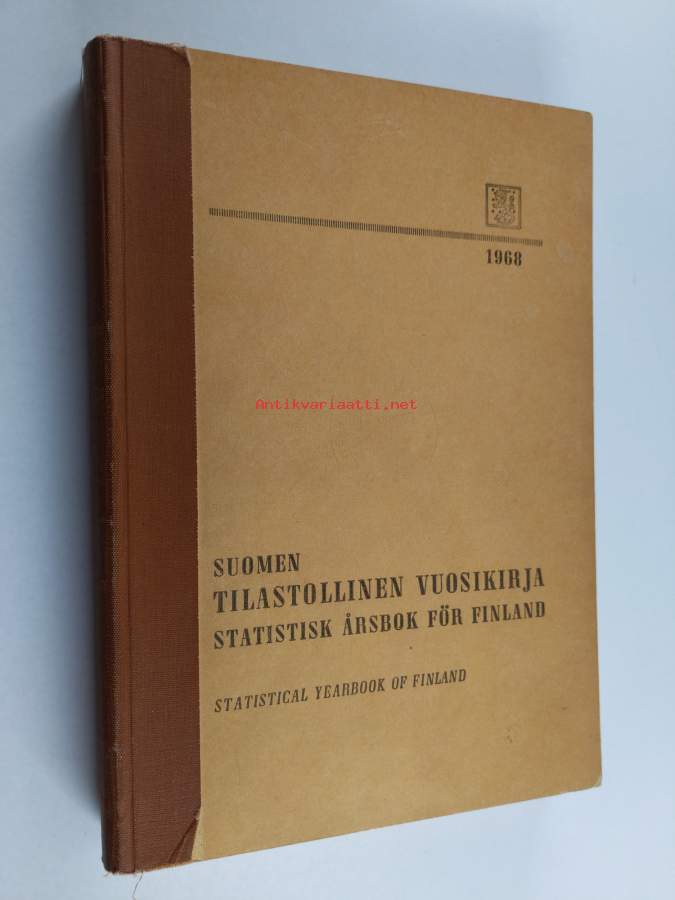 1968
Antikvariaatti.net
SUOMEN
TILASTOLLINEN VUOSIKIRJA
STATISTISK ÅRSBOK FÖR FINLAND
STATISTICAL YEARBOOK OF FINLAND